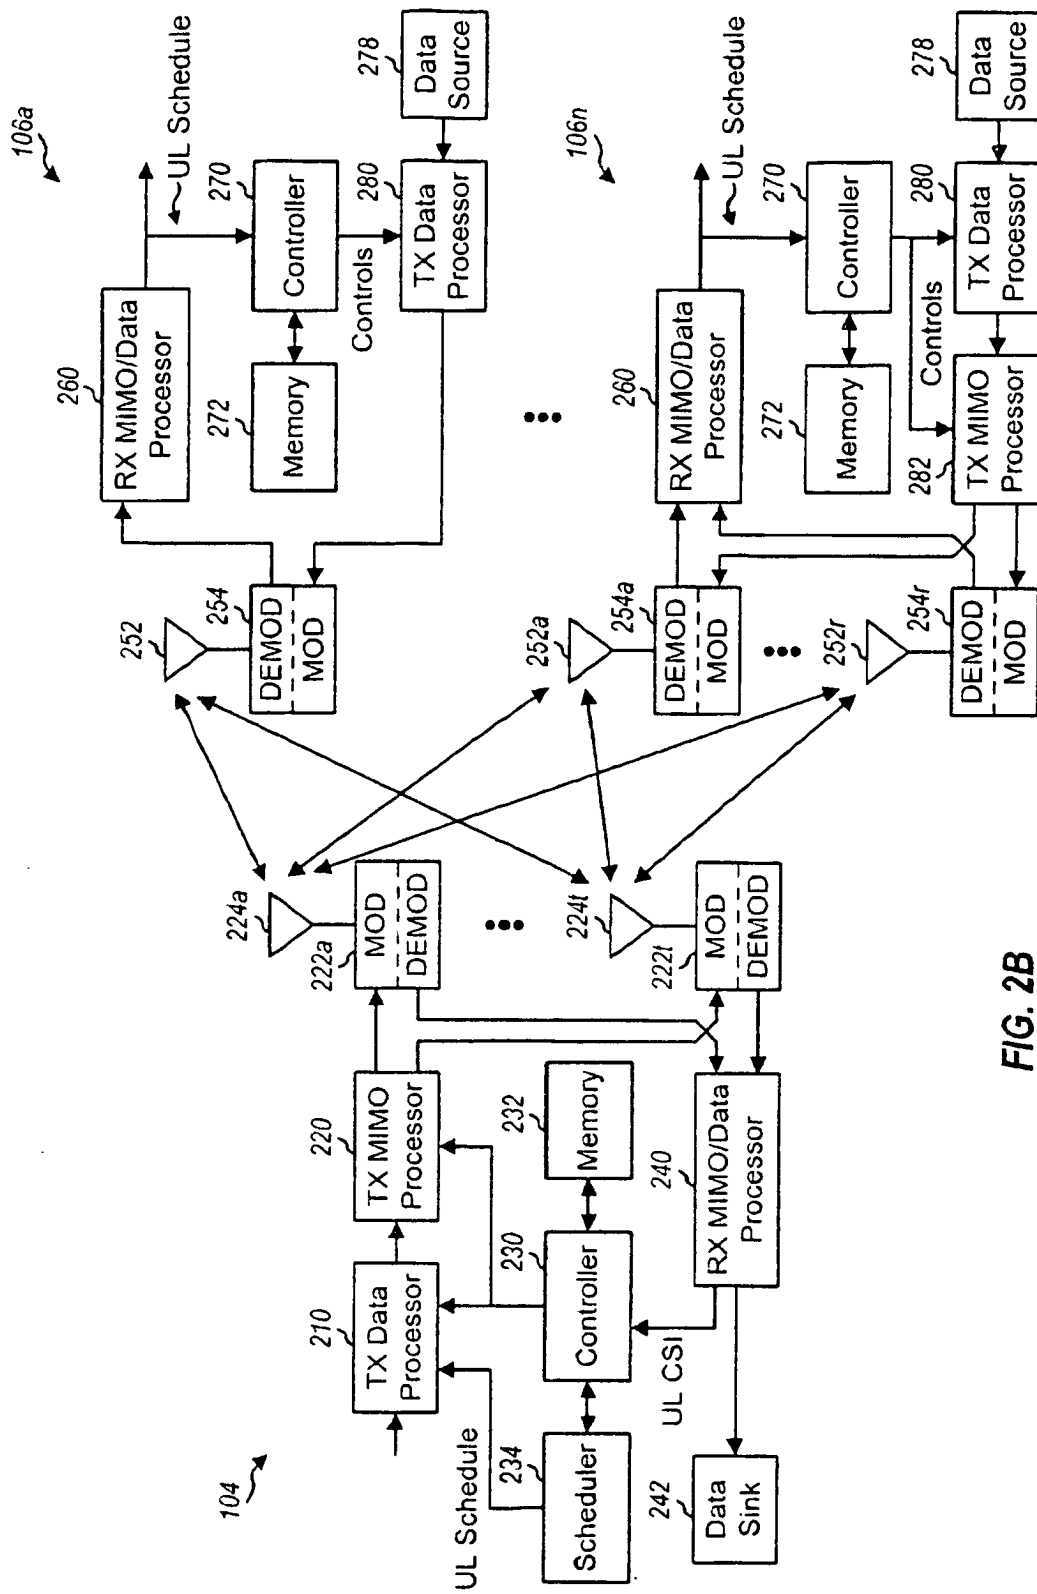 104
UL Schedule
210
TX Data
Processor
220
TX MIMO
Processor
222a
MOD
DEMOD
224a
234
Scheduler
230
Controller
232
Memory
UL CSI
242
Data
Sink
240
RX MIMO/Data
Processor
222t
MOD
DEMOD
224t
106a
252
254
DEMOD
MOD
260
RX MIMO/Data
Processor
UL Schedule
272
Memory
270
Controller
Controls
280
TX Data
Processor
278
Data
Source
106n
252a
254a
DEMOD
MOD
252r
254r
DEMOD
MOD
260
RX MIMO/Data
Processor
UL Schedule
272
Memory
270
Controller
Controls
282
TX MIMO
Processor
280
TX Data
Processor
278
Data
Source
FIG. 2B